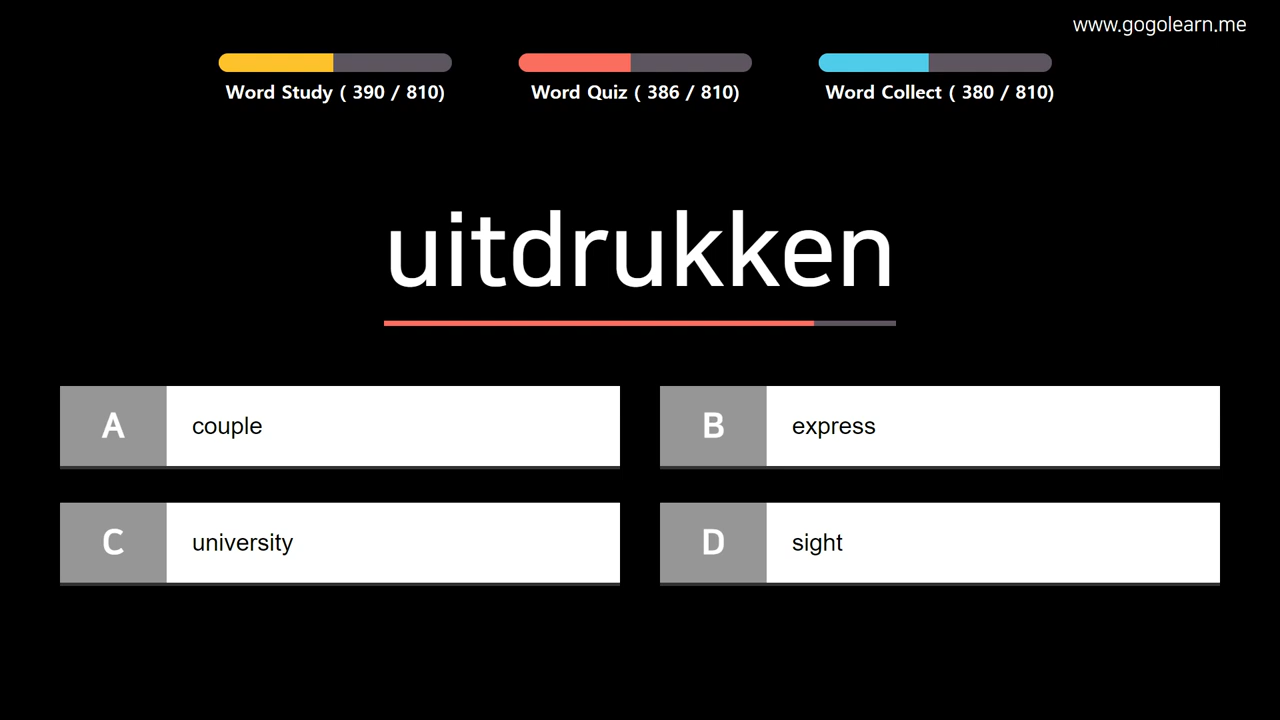 www.gogolearn.me
Word Study ( 390 / 810)
Word Quiz ( 386 / 810)
Word Collect ( 380 / 810)
uitdrukken
A couple
B express
C university
D sight